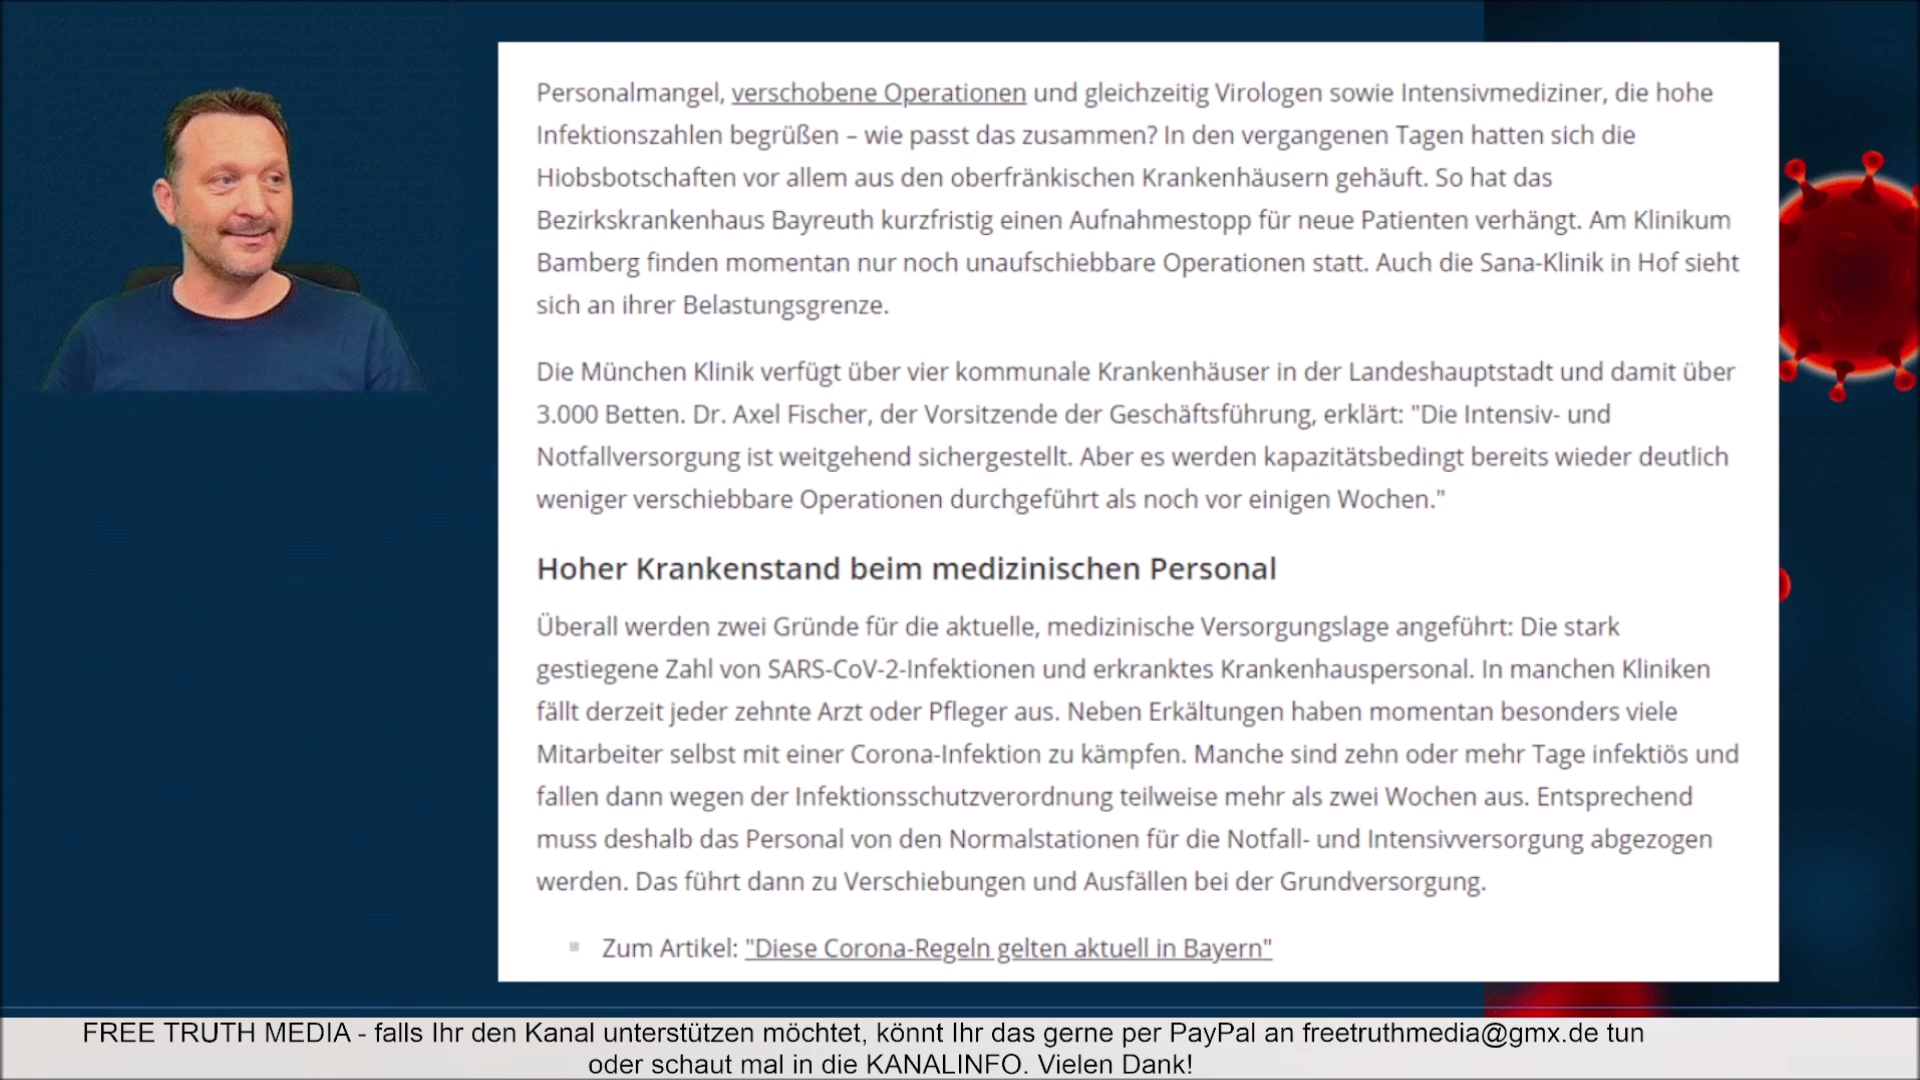 Personalmangel, verschobene Operationen und gleichzeitig Virologen sowie Intensivmediziner, die hohe
Infektionszahlen begrüßen – wie passt das zusammen? In den vergangenen Tagen hatten sich die
Hiobsbotschaften vor allem aus den oberfränkischen Krankenhäusern gehäuft. So hat das
Bezirkskrankenhaus Bayreuth kurzfristig einen Aufnahmestopp für neue Patienten verhängt. Am Klinikum
Bamberg finden momentan nur noch unaufschiebbare Operationen statt. Auch die Sana-Klinik in Hof sieht
sich an ihrer Belastungsgrenze.
Die München Klinik verfügt über vier kommunale Krankenhäuser in der Landeshauptstadt und damit über
3.000 Betten. Dr. Axel Fischer, der Vorsitzende der Geschäftsführung, erklärt: "Die Intensiv- und
Notfallversorgung ist weitgehend sichergestellt. Aber es werden kapazitätsbedingt bereits wieder deutlich
weniger verschiebbare Operationen durchgeführt als noch vor einigen Wochen."
Hoher Krankenstand beim medizinischen Personal
Überall werden zwei Gründe für die aktuelle, medizinische Versorgungslage angeführt: Die stark
gestiegene Zahl von SARS-CoV-2-Infektionen und erkranktes Krankenhauspersonal. In manchen Kliniken
fällt derzeit jeder zehnte Arzt oder Pfleger aus. Neben Erkältungen haben momentan besonders viele
Mitarbeiter selbst mit einer Corona-Infektion zu kämpfen. Manche sind zehn oder mehr Tage infektiös und
fallen dann wegen der Infektionsschutzverordnung teilweise mehr als zwei Wochen aus. Entsprechend
muss deshalb das Personal von den Normalstationen für die Notfall- und Intensivversorgung abgezogen
werden. Das führt dann zu Verschiebungen und Ausfällen bei der Grundversorgung.
Zum Artikel: "Diese Corona-Regeln gelten aktuell in Bayern"
FREE TRUTH MEDIA - falls Ihr den Kanal unterstützen möchtet, könnt Ihr das gerne per PayPal an freetruthmedia@gmx.de tun
oder schaut mal in die KANALINFO. Vielen Dank!